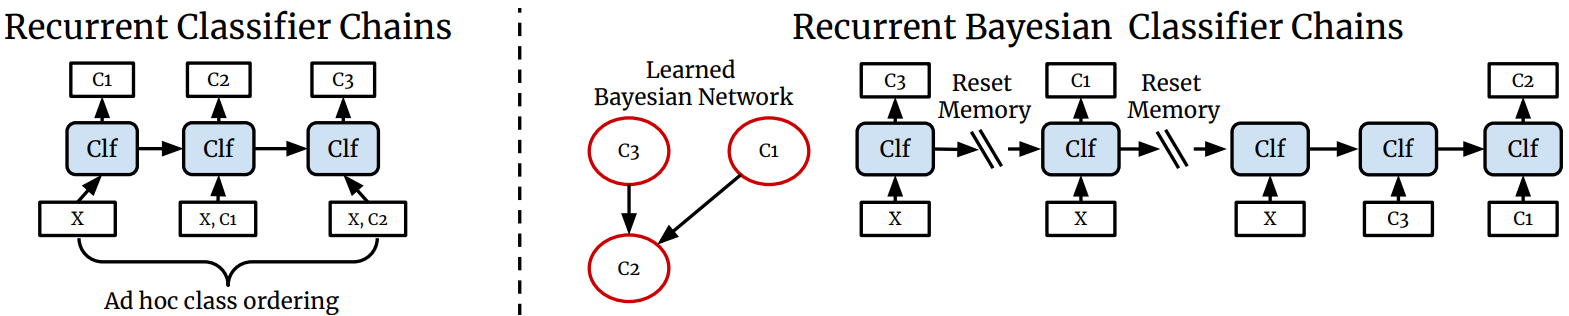 Recurrent Classifier Chains
C1
C2
C3
Clf
Clf
Clf
X
X, C1
X, C2
Ad hoc class ordering
Recurrent Bayesian Classifier Chains
Learned
Bayesian Network
C3
C1
C2
C3
Reset
Memory
C1
Reset
Memory
C2
Clf
Clf
Clf
Clf
Clf
X
X
X
C3
C1